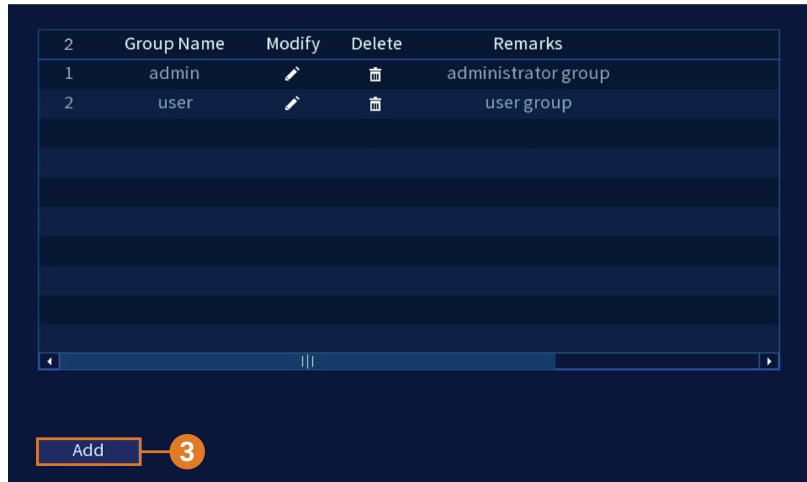 2 Group Name Modify Delete Remarks
1 admin administrator group
2 user user group
Add 3